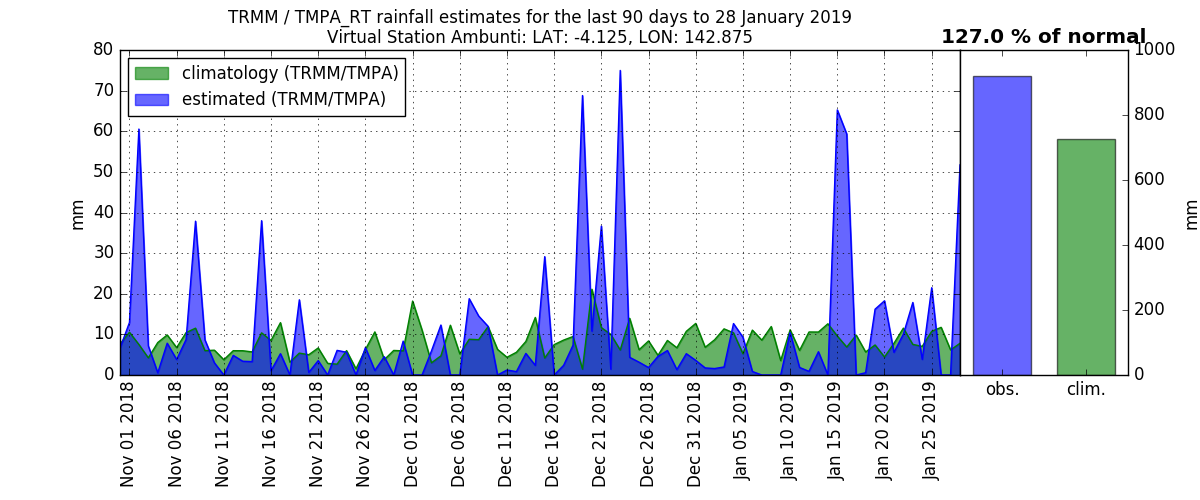 TRMM / TMPA_RT rainfall estimates for the last 90 days to 28 January 2019
Virtual Station Ambunti: LAT: -4.125, LON: 142.875
127.0 % of normal
climatology (TRMM/TMPA)
estimated (TRMM/TMPA)
mm
80
70
60
50
40
30
20
10
0
Nov 01 2018
Nov 06 2018
Nov 11 2018
Nov 16 2018
Nov 21 2018
Nov 26 2018
Dec 01 2018
Dec 06 2018
Dec 11 2018
Dec 16 2018
Dec 21 2018
Dec 26 2018
Dec 31 2018
Jan 05 2019
Jan 10 2019
Jan 15 2019
Jan 20 2019
Jan 25 2019
1000
800
600
400
200
0
mm
obs.
clim.